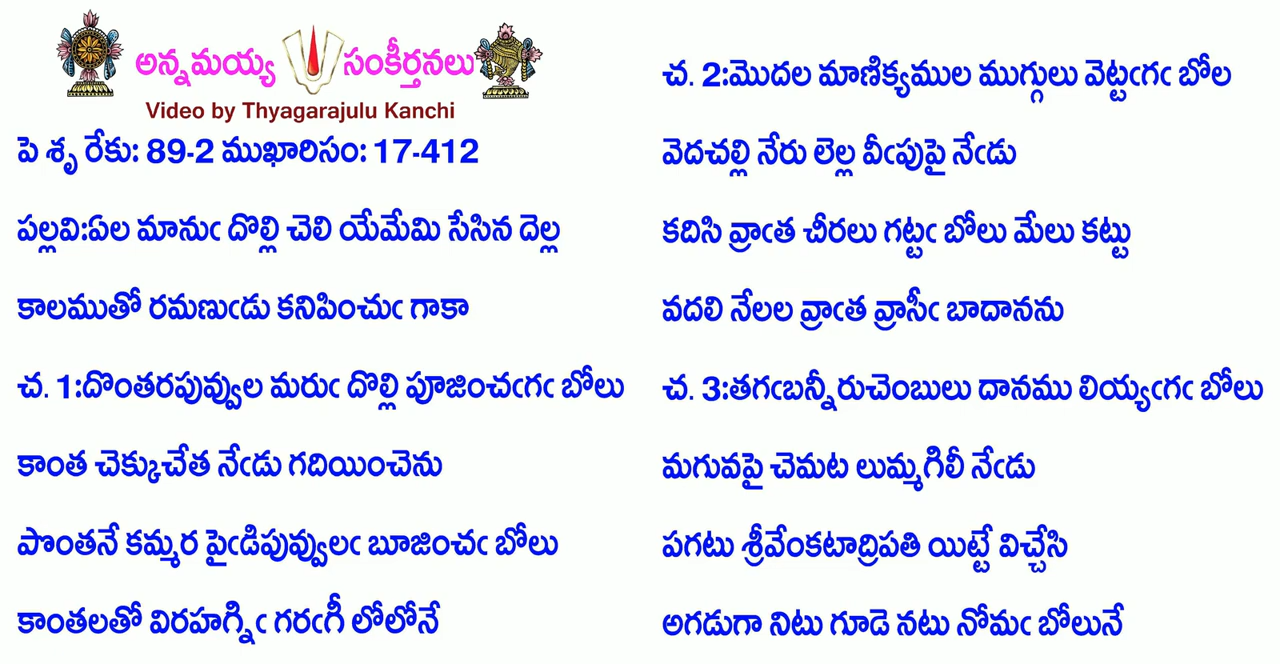 అన్నమయ్య సంకీర్తనలు
Video by Thyagarajulu Kanchi
పె శృ రేకు: 89-2 ముఖారిసం: 17-412
పల్లవి:ఏల మానుఁ దొల్లి చెలి యేమేమి సేసిన దెల్ల
కాలముతో రమణుఁడు కనిపించుఁ గాకా
చ. 1:దొంతరపువ్వుల మరుఁ దొల్లి పూజించఁగఁ బోలు
కాంత చెక్కుచేత నేఁడు గదియించెను
పొంతనే కమ్మర పైఁడిపువ్వులఁ బూజించఁ బోలు
కాంతలతో విరహగ్నిఁ గరఁగీ లోలోనే
చ. 2:మొదల మాణిక్యముల ముగ్గులు వెట్టఁగఁ బోల
వెదచల్లి నేరు లెల్ల వీఁపుపై నేఁడు
కదిసి వ్రాఁత చీరలు గట్టఁ బోలు మేలు కట్టు
వదలి నేలల వ్రాఁత వ్రాసీఁ బాదానను
చ. 3:తగఁబన్నీరుచెంబులు దానము లియ్యఁగఁ బోలు
మగువపై చెమట లుమ్మగిలీ నేఁడు
పగటు శ్రీవేంకటాద్రిపతి యిట్టే విచ్చేసి
అగడుగా నిటు గూడె నటు నోమఁ బోలునే